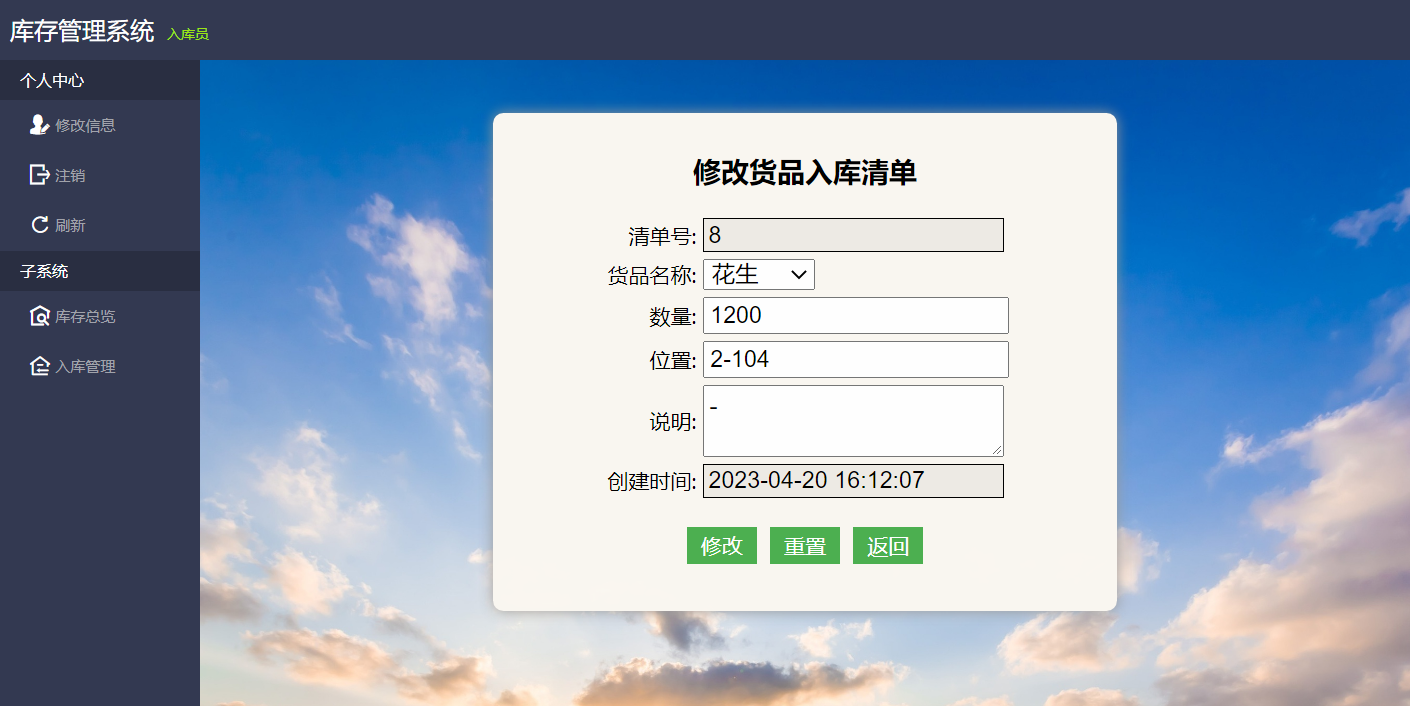 库存管理系统 入库员
个人中心
修改信息
注销
刷新
子系统
库存总览
入库管理
修改货品入库清单
清单号: 8
货品名称: 花生
数量: 1200
位置: 2-104
说明: -
创建时间: 2023-04-20 16:12:07
修改 重置 返回